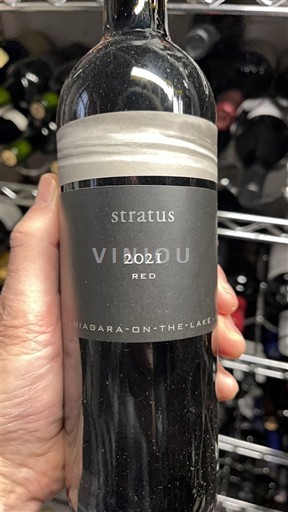 stratus
VINIOU
2021
RED
NIAGARA-ON-THE-LAKE